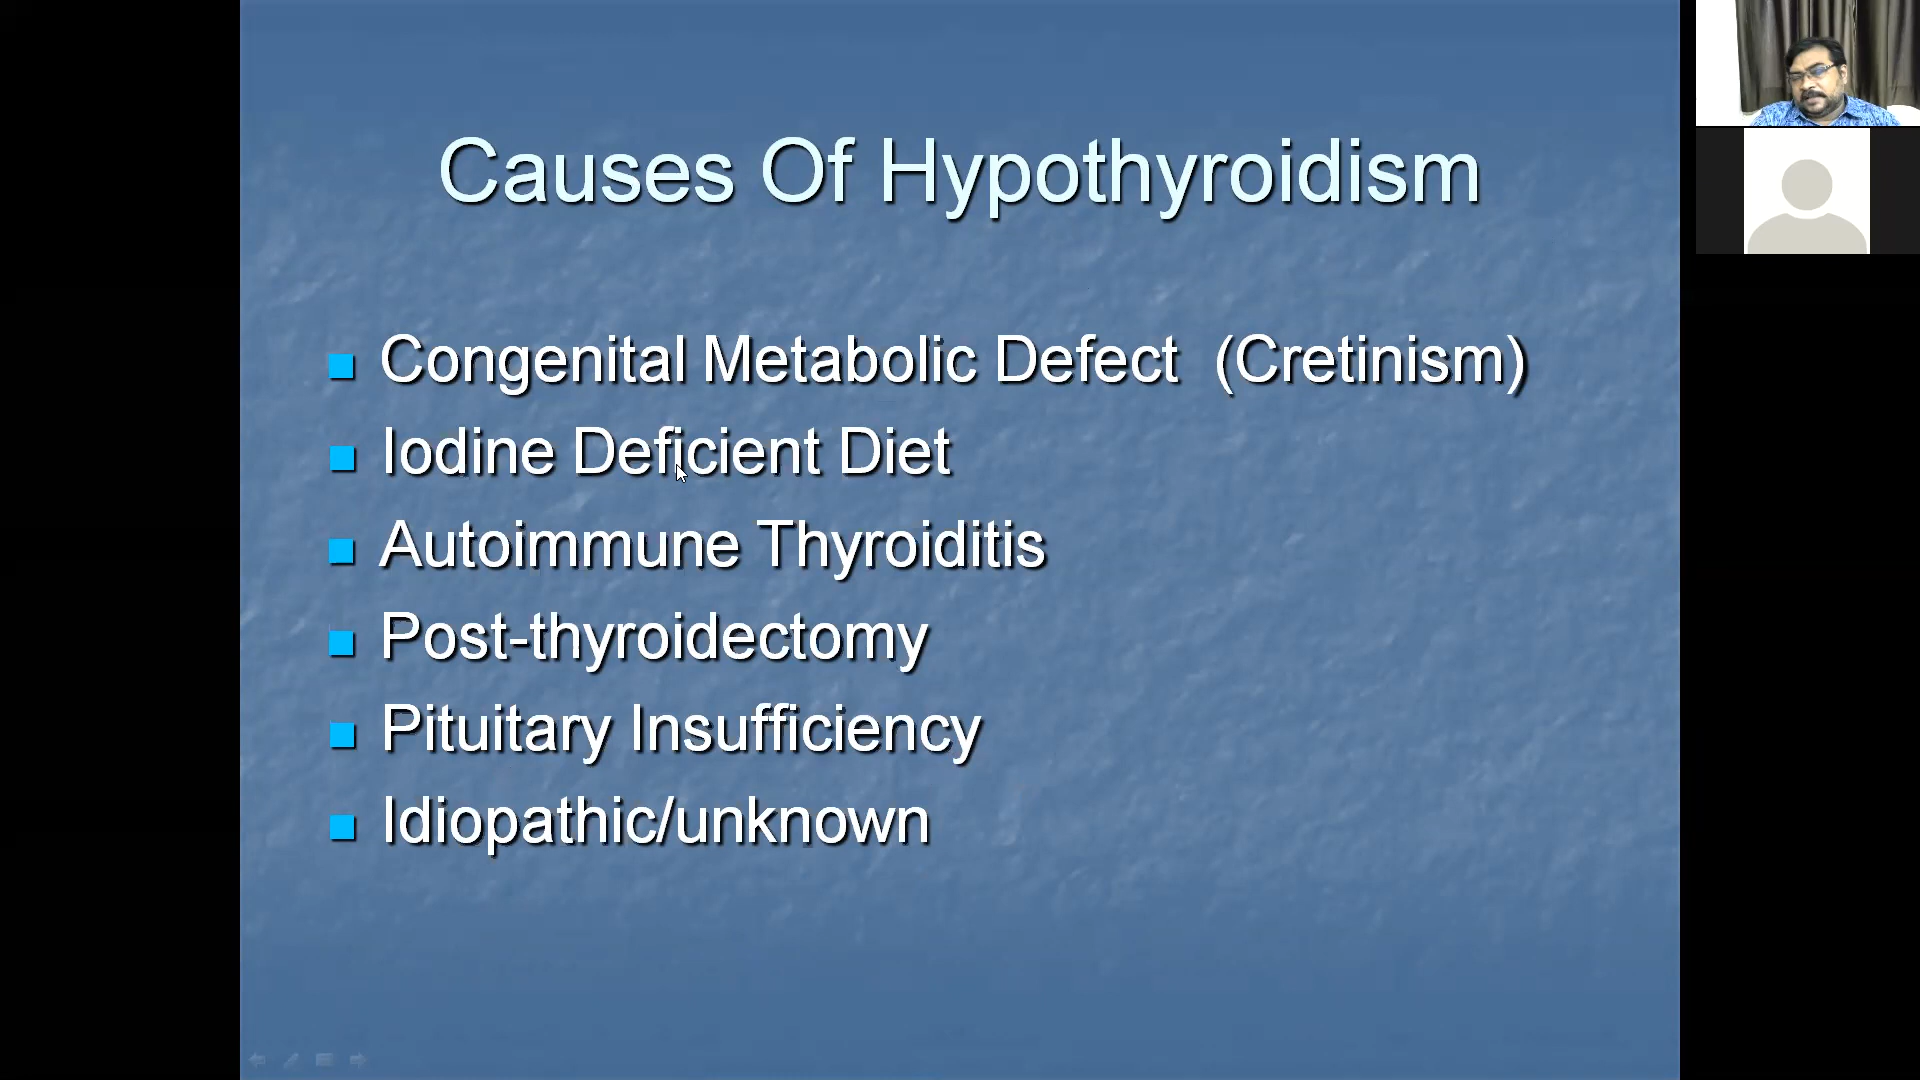 Causes Of Hypothyroidism
Congenital Metabolic Defect (Cretinism)
Iodine Deficient Diet
Autoimmune Thyroiditis
Post-thyroidectomy
Pituitary Insufficiency
Idiopathic/unknown